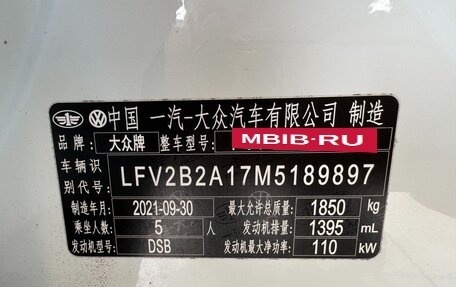 中国 一汽-大众汽车有限公司 制造
品牌: 大众牌 整车型号: MBIB-RU
车辆识别代号: LFV2B2A17M5189897
制造年月: 2021-09-30 最大允许总质量: 1850 kg
乘坐人数: 5 人 发动机排量: 1395 mL
发动机型号: DSB 发动机最大净功率: 110 kW